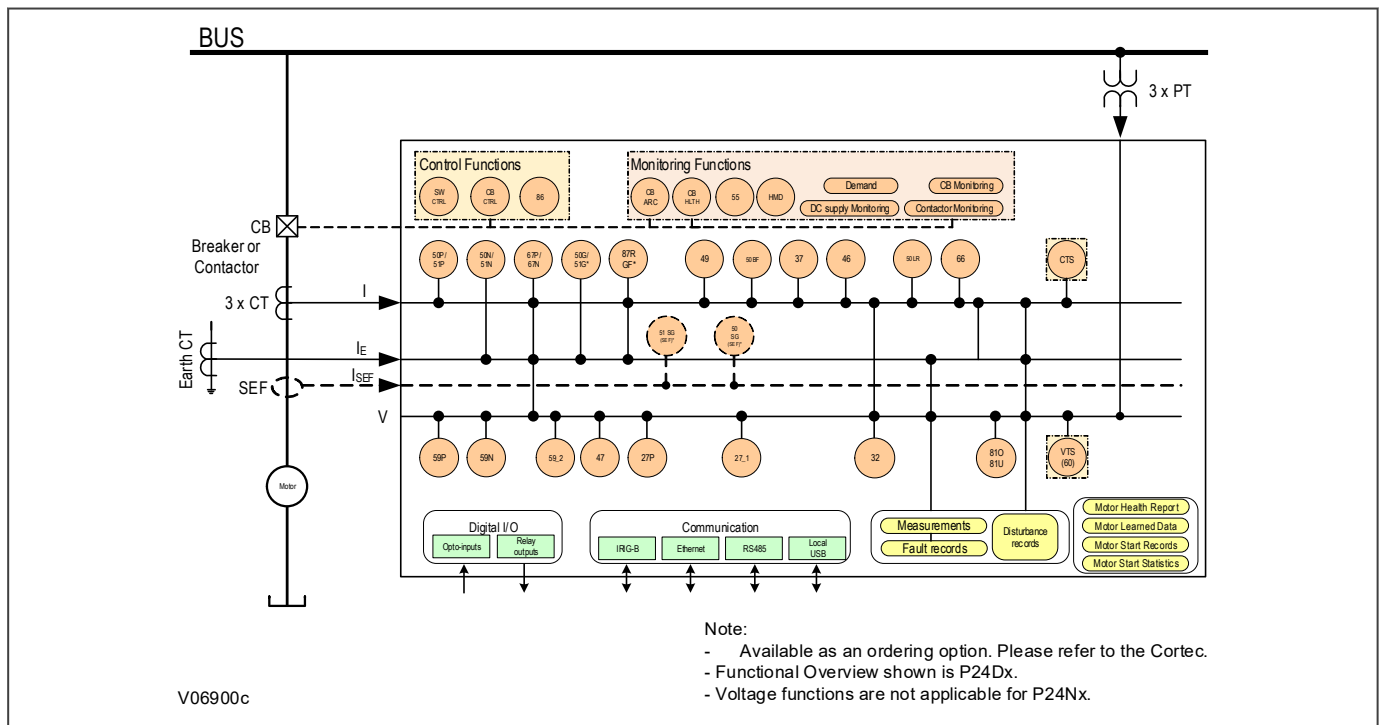 BUS
3 x PT
Control Functions
SW
CTRL
CB
CTRL
86
Monitoring Functions
CB
ARC
CB
HLTH
55
HMD
Demand
CB Monitoring
DC supply Monitoring
Contactor Monitoring
CB
Breaker or
Contactor
50P/
51P
50N/
51N
67P/
67N
50G/
51G*
87R
GF*
49
50BF
37
46
50LR
66
CTS
3 x CT
I
51 SG
(SEF)*
50
SG
(SEF)*
Earth CT
IE
ISEF
SEF
V
59P
59N
59_2
47
27P
27_1
32
81O
81U
VTS
(60)
Motor
Digital I/O
Opto-inputs
Relay
outputs
Communication
IRIG-B
Ethernet
RS485
Local
USB
Measurements
Fault records
Disturbance
records
Motor Health Report
Motor Learned Data
Motor Start Records
Motor Start Statistics
Note:
- Available as an ordering option. Please refer to the Cortec.
- Functional Overview shown is P24Dx.
- Voltage functions are not applicable for P24Nx.
V06900c